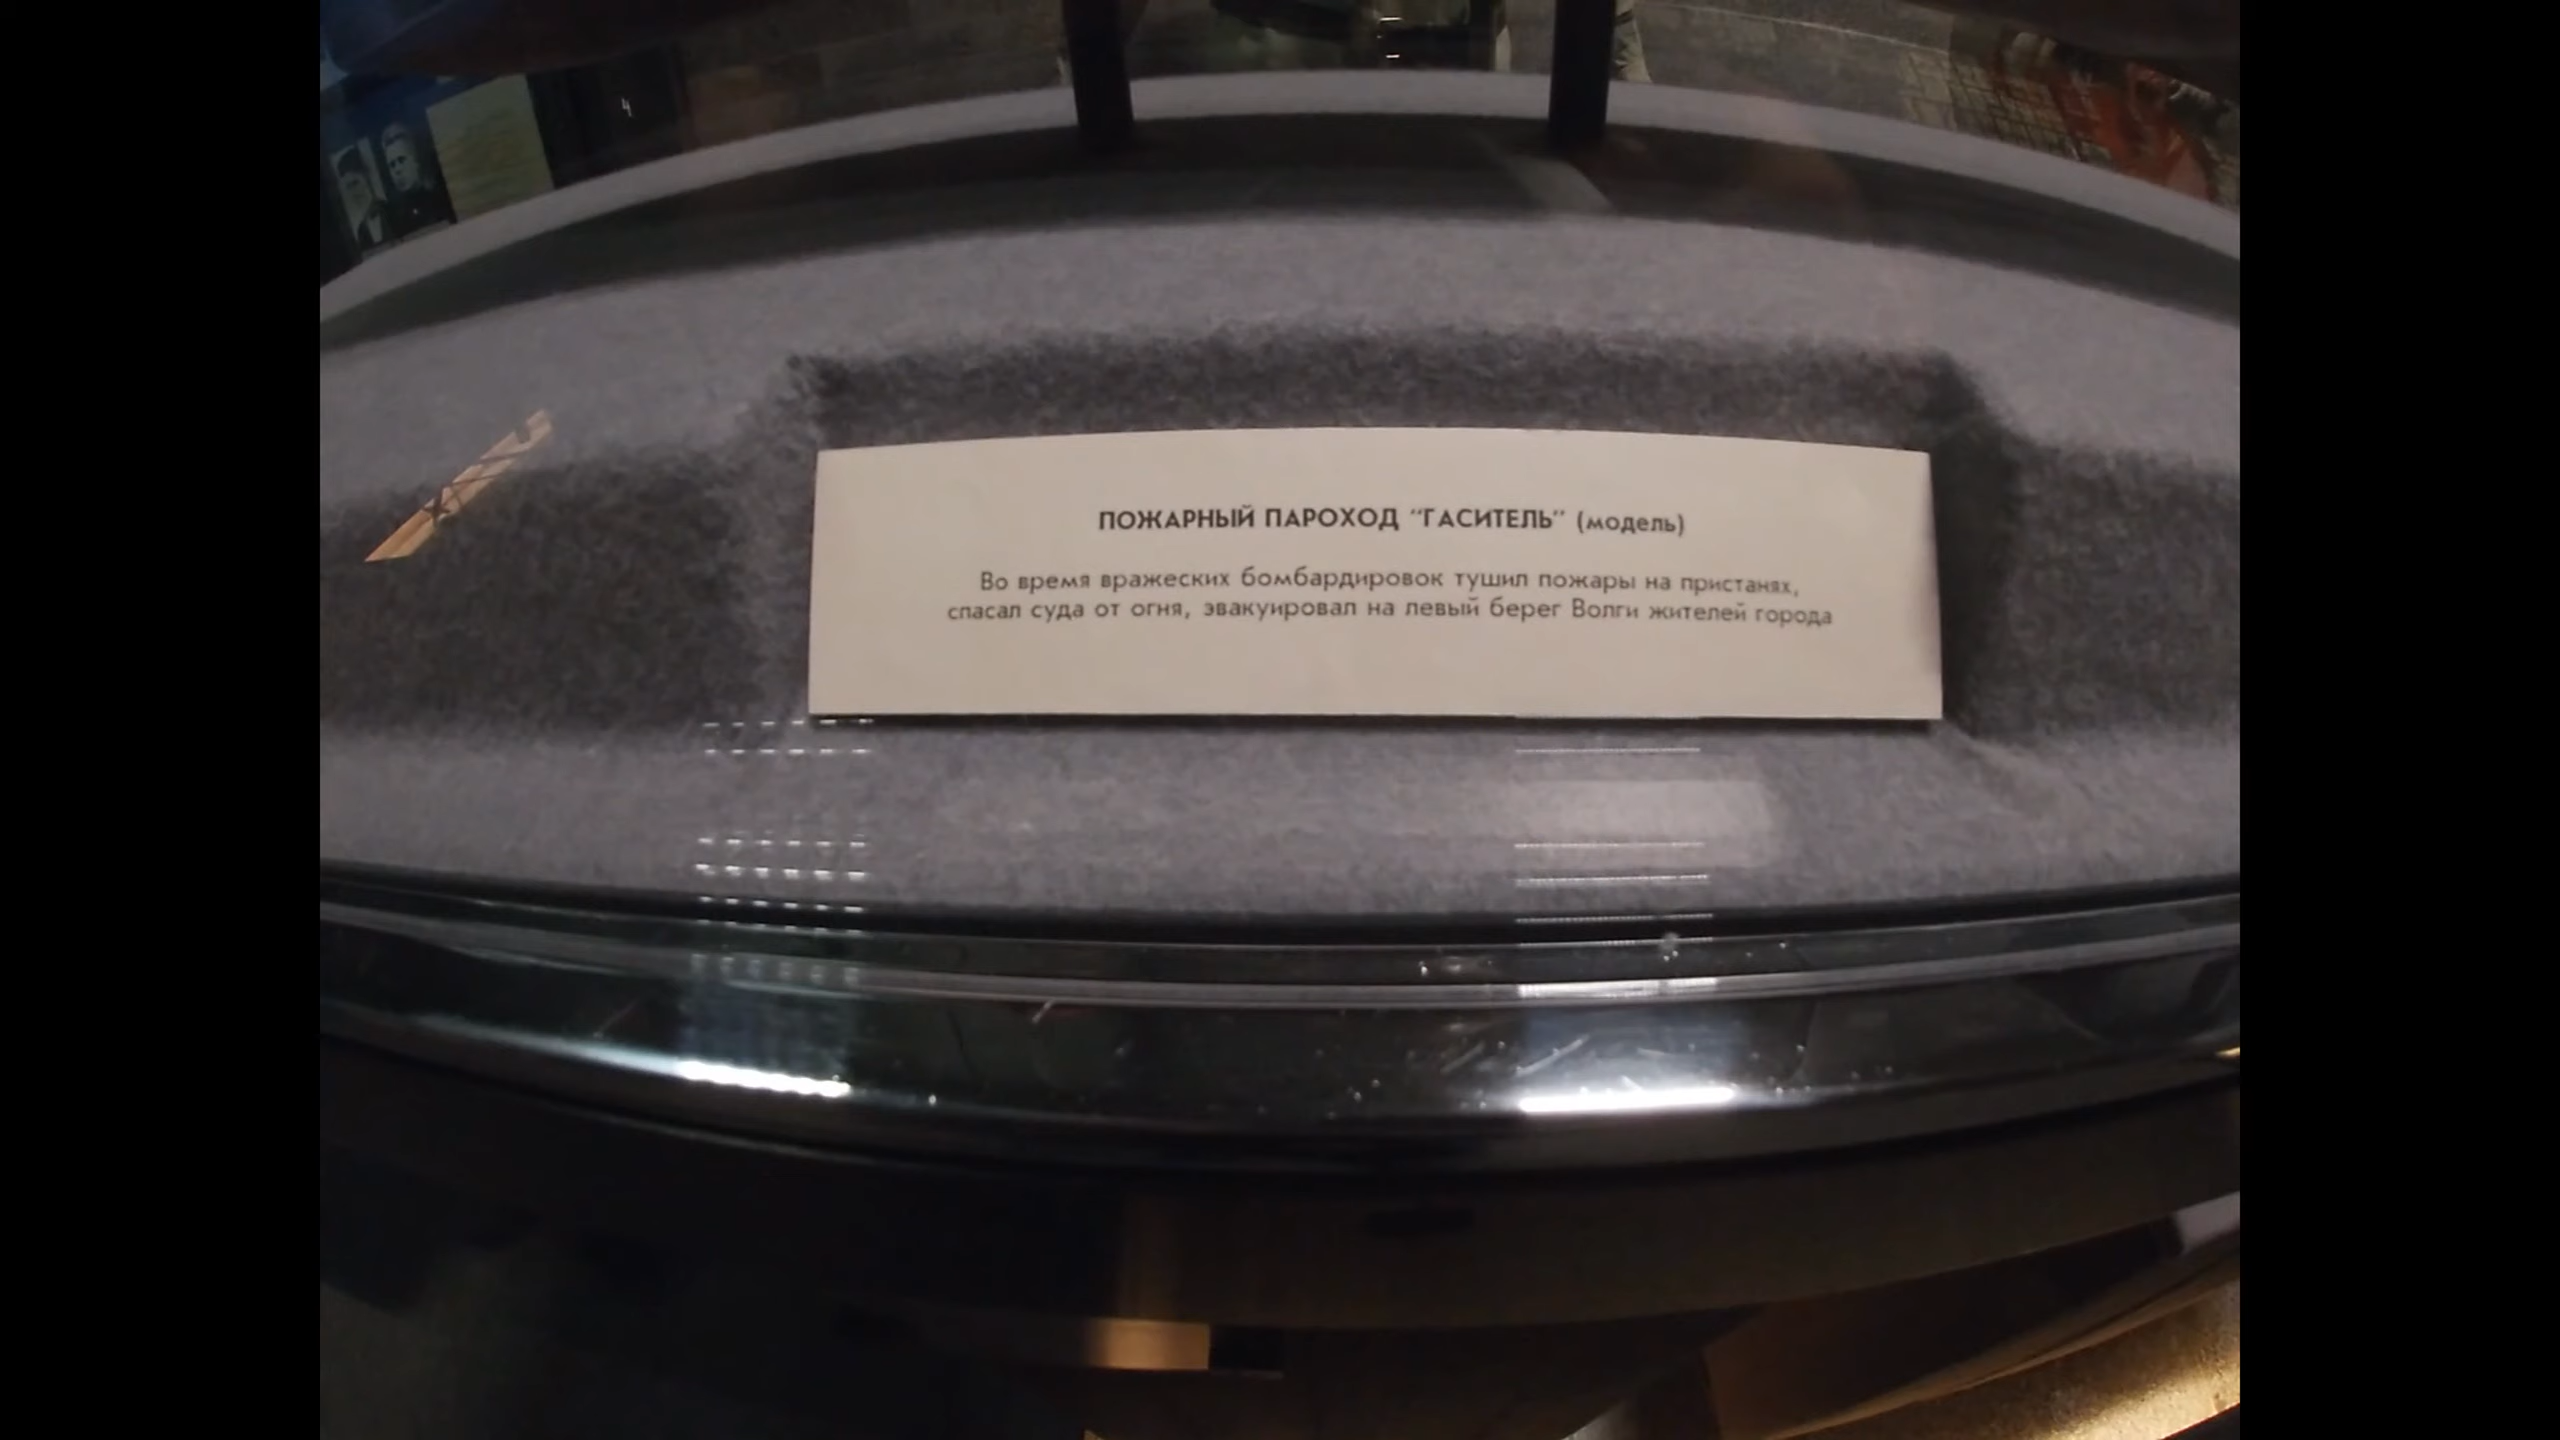 ПОЖАРНЫЙ ПАРОХОД "ГАСИТЕЛЬ" (модель)
Во время вражеских бомбардировок тушил пожары на пристанях,
спасал суда от огня, эвакуировал на левый берег Волги жителей города